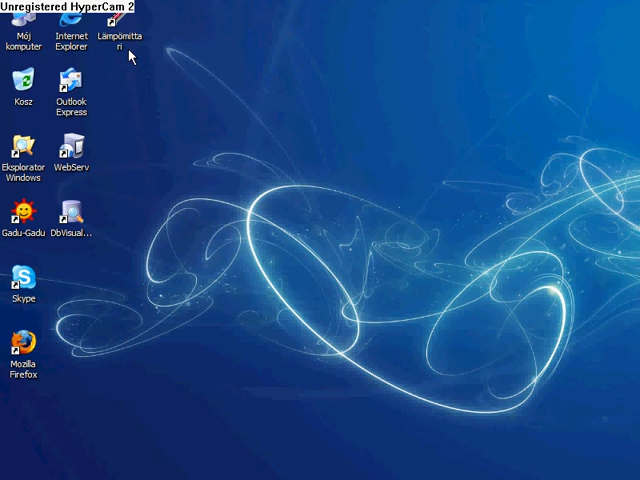 Unregistered HyperCam 2
Mój komputer
Internet Explorer
Lämpömitta
ri
Kosz
Outlook Express
Eksplorator Windows
WebServ
Gadu-Gadu
DbVisual...
Skype
Mozilla Firefox